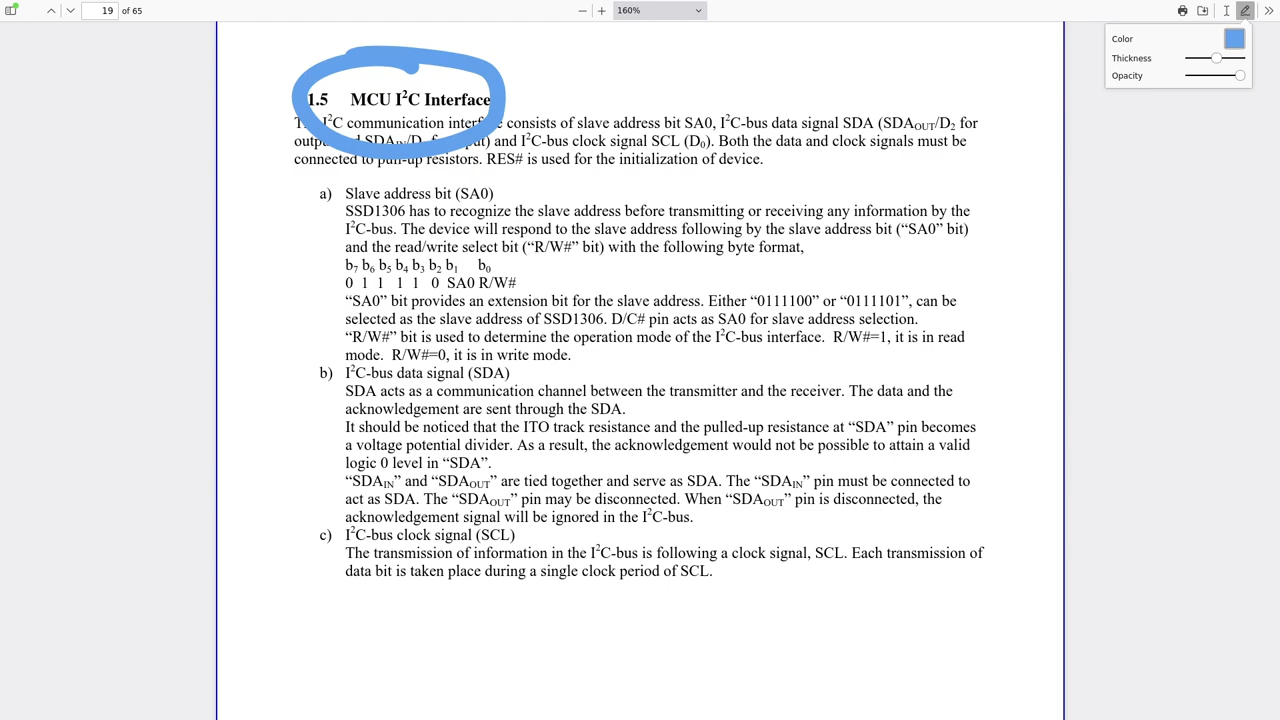 19 of 65
160%
Color
Thickness
Opacity
1.5 MCU I²C Interface
I²C communication consists of slave address bit SA0, I²C-bus data signal SDA (SDAOUT/D2 for
and I²C-bus clock signal SCL (D0). Both the data and clock signals must be
connected to pull-up resistors. RES# is used for the initialization of device.
a) Slave address bit (SA0)
SSD1306 has to recognize the slave address before transmitting or receiving any information by the
I²C-bus. The device will respond to the slave address following by the slave address bit (“SA0” bit)
and the read/write select bit (“R/W#” bit) with the following byte format,
b7 b6 b5 b4 b3 b2 b1 b0
0 1 1 1 1 0 SA0 R/W#
“SA0” bit provides an extension bit for the slave address. Either “0111100” or “0111101”, can be
selected as the slave address of SSD1306. D/C# pin acts as SA0 for slave address selection.
“R/W#” bit is used to determine the operation mode of the I²C-bus interface. R/W#=1, it is in read
mode. R/W#=0, it is in write mode.
b) I²C-bus data signal (SDA)
SDA acts as a communication channel between the transmitter and the receiver. The data and the
acknowledgement are sent through the SDA.
It should be noticed that the ITO track resistance and the pulled-up resistance at “SDA” pin becomes
a voltage potential divider. As a result, the acknowledgement would not be possible to attain a valid
logic 0 level in “SDA”.
“SDAIN” and “SDAOUT” are tied together and serve as SDA. The “SDAIN” pin must be connected to
act as SDA. The “SDAOUT” pin may be disconnected. When “SDAOUT” pin is disconnected, the
acknowledgement signal will be ignored in the I²C-bus.
c) I²C-bus clock signal (SCL)
The transmission of information in the I²C-bus is following a clock signal, SCL. Each transmission of
data bit is taken place during a single clock period of SCL.